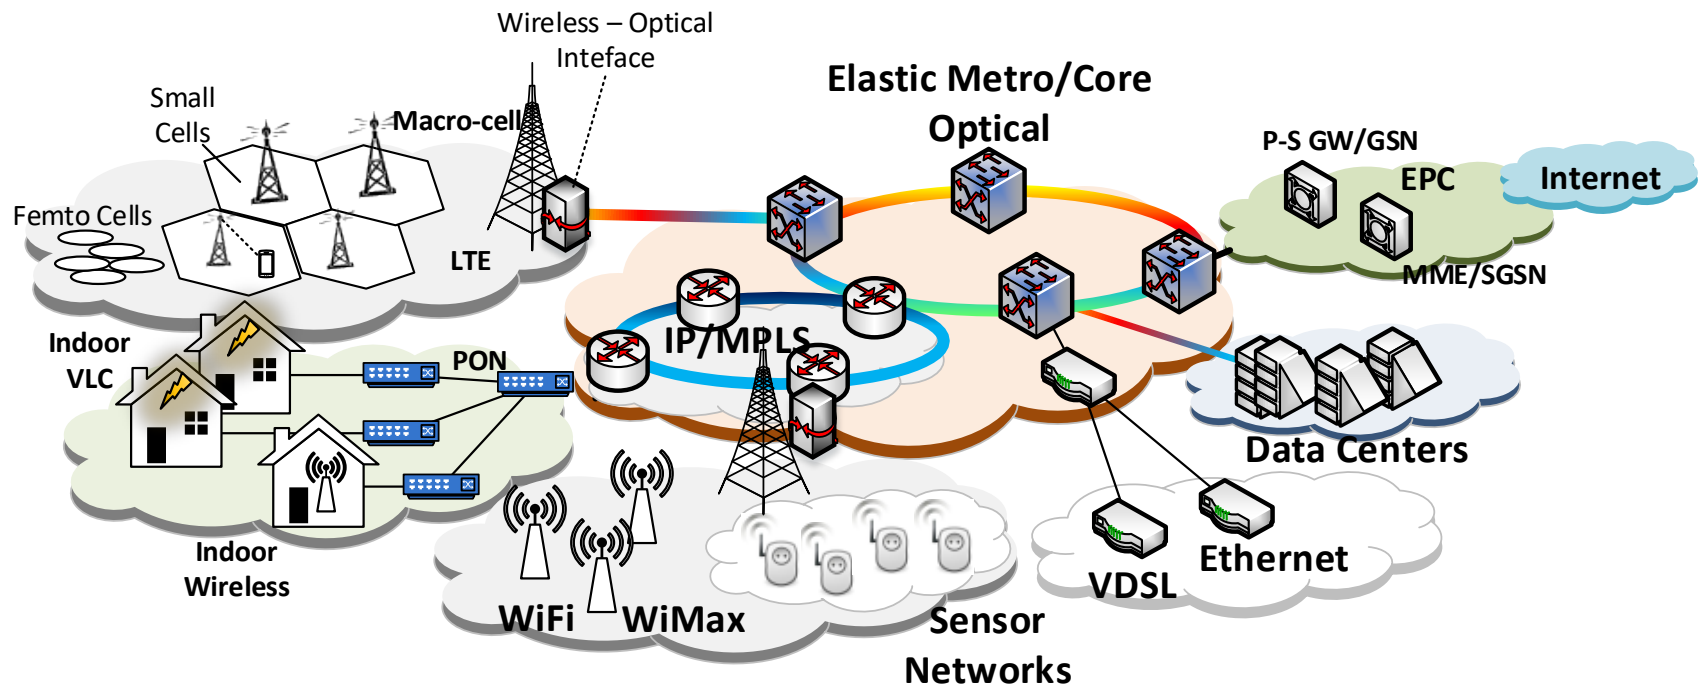 Wireless – Optical
Inteface
Small
Cells
Macro-cell
Elastic Metro/Core
Optical
P-S GW/GSN
EPC
Internet
Femto Cells
LTE
MME/SGSN
Indoor
VLC
PON
IP/MPLS
Data Centers
Indoor
Wireless
WiFi
WiMax
Sensor
Networks
VDSL
Ethernet